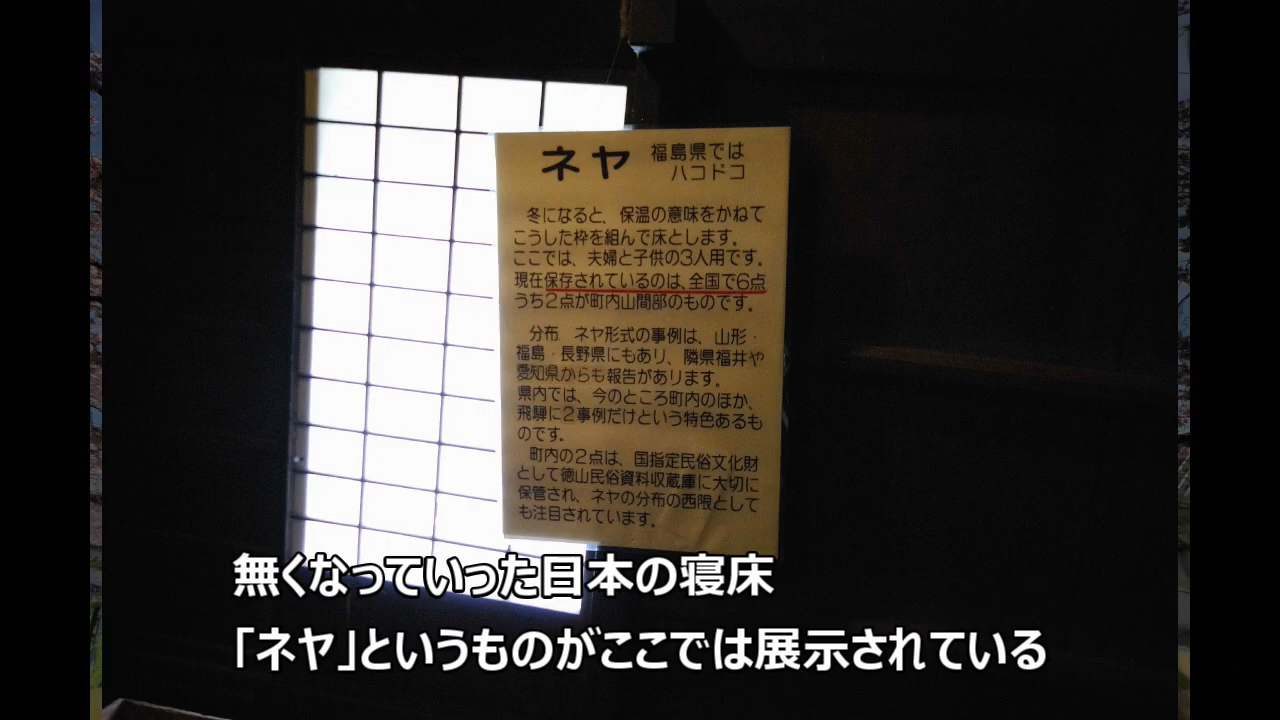 ネヤ 福島県では
ハコドコ
冬になると、保温の意味をかねて
こうした枠を組んで床とします。
ここでは、夫婦と子供の3人用です。
現在保存されているのは、全国で6点
うち2点が町内山間部のものです。
分布 ネヤ形式の事例は、山形・
福島・長野県にもあり、隣県福井や
愛知県からも報告があります。
県内では、今のところ町内のほか、
飛騨に2事例だけという特色あるも
のです。
町内の2点は、国指定民俗文化財
として徳山民俗資料収蔵庫に大切に
保管され、ネヤの分布の西限として
も注目されています。
無くなっていった日本の寝床
「ネヤ」というものがここでは展示されている